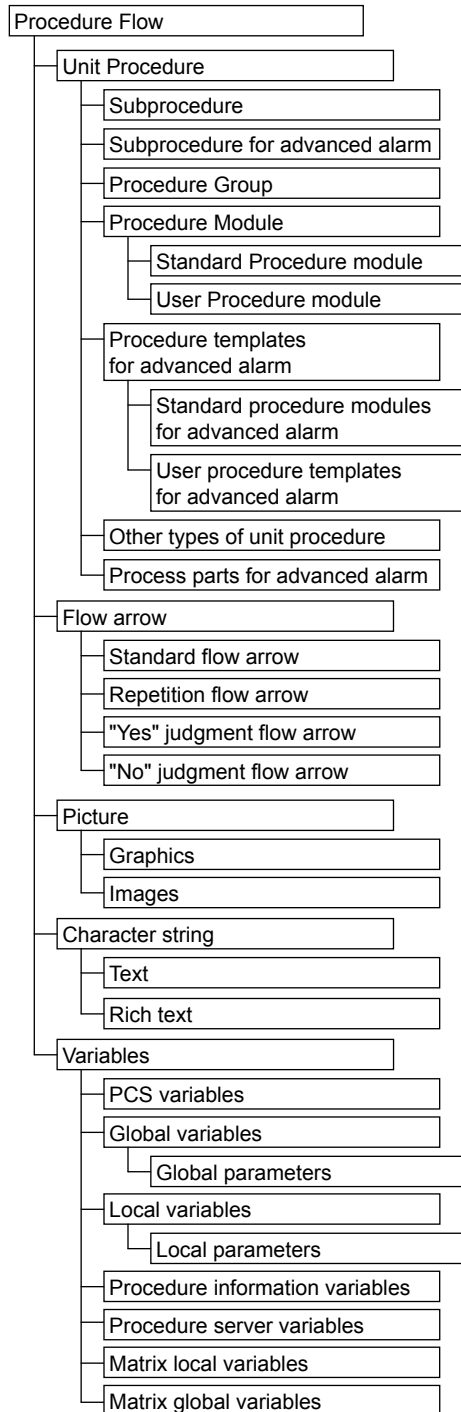 Procedure Flow
Unit Procedure
Subprocedure
Subprocedure for advanced alarm
Procedure Group
Procedure Module
Standard Procedure module
User Procedure module
Procedure templates
for advanced alarm
Standard procedure modules
for advanced alarm
User procedure templates
for advanced alarm
Other types of unit procedure
Process parts for advanced alarm
Flow arrow
Standard flow arrow
Repetition flow arrow
"Yes" judgment flow arrow
"No" judgment flow arrow
Picture
Graphics
Images
Character string
Text
Rich text
Variables
PCS variables
Global variables
Global parameters
Local variables
Local parameters
Procedure information variables
Procedure server variables
Matrix local variables
Matrix global variables